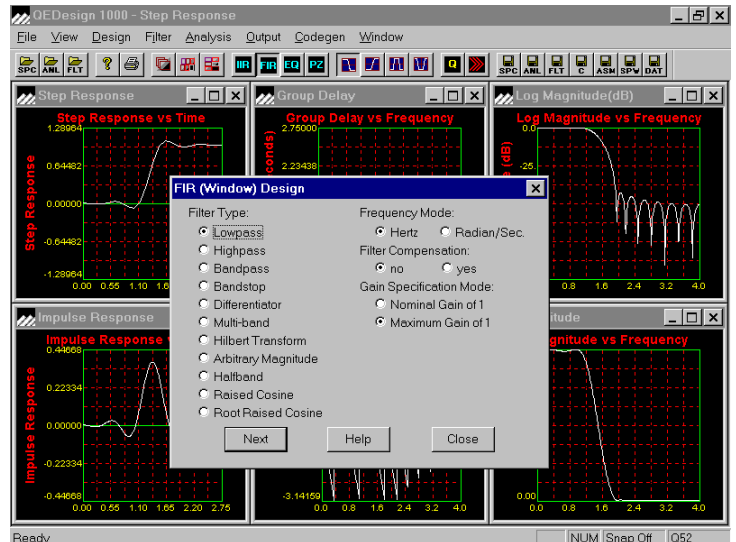 QEDesign 1000 - Step Response
File View Design Filter Analysis Output Codegen Window
SPC ANL FLT ? IIR FIR EQ PZ Q SPC ANL FLT C ASM SPW DAT
Step Response
Step Response vs Time
1.28964
0.64482
0.00000
-0.64482
-1.28964
Step Response
0.00 0.55 1.10 1.6
Group Delay
Group Delay vs Frequency
2.75000
2.23438
conds)
Log Magnitude(dB)
Log Magnitude vs Frequency
0.0
-25.
(dB)
0.8 1.6 2.4 3.2 4.0
FIR (Window) Design
Filter Type:
Lowpass
Highpass
Bandpass
Bandstop
Differentiator
Multi-band
Hilbert Transform
Arbitrary Magnitude
Halfband
Raised Cosine
Root Raised Cosine
Frequency Mode:
Hertz Radian/Sec.
Filter Compensation:
no yes
Gain Specification Mode:
Nominal Gain of 1
Maximum Gain of 1
Next Help Close
Impulse Response
Impulse Response
0.44668
0.22334
0.00000
-0.22334
-0.44668
Impulse Response
0.00 0.55 1.10 1.65 2.20 2.75
-3.14159
0.0 0.8 1.6 2.4 3.2 4.0
itude
gnitude vs Frequency
0.00
0.0 0.8 1.6 2.4 3.2 4.0
Ready
NUM Snap Off Q52